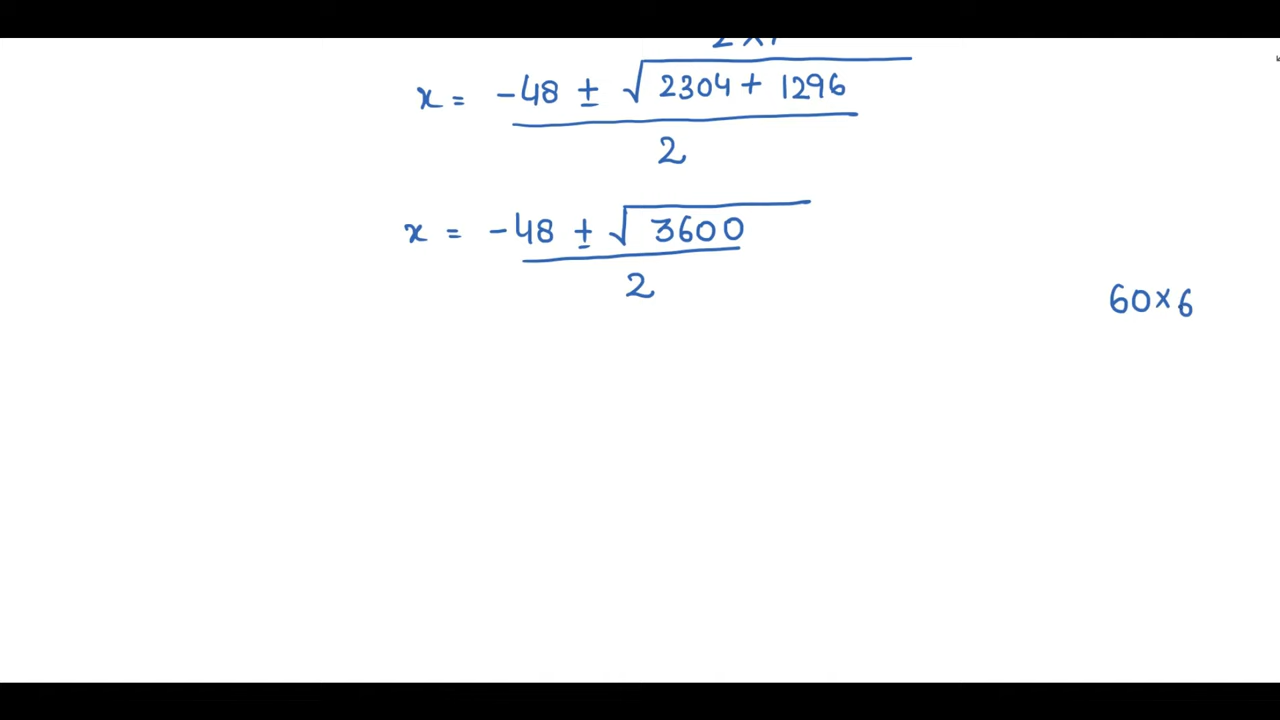 x = -48 ± √2304 + 1296
2
x = -48 ± √3600
2
60×6